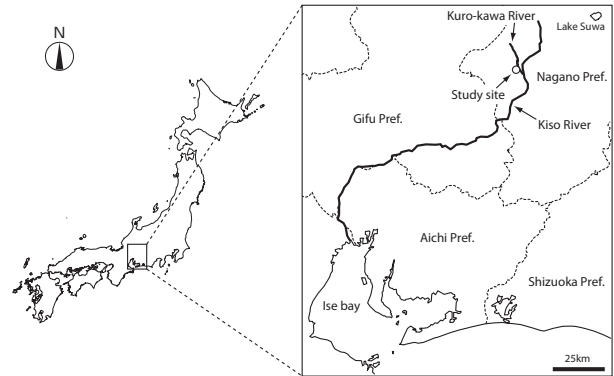 N
Kuro-kawa River
Lake Suwa
Nagano Pref.
Study site
Gifu Pref.
Kiso River
Aichi Pref.
Shizuoka Pref.
Ise bay
25km